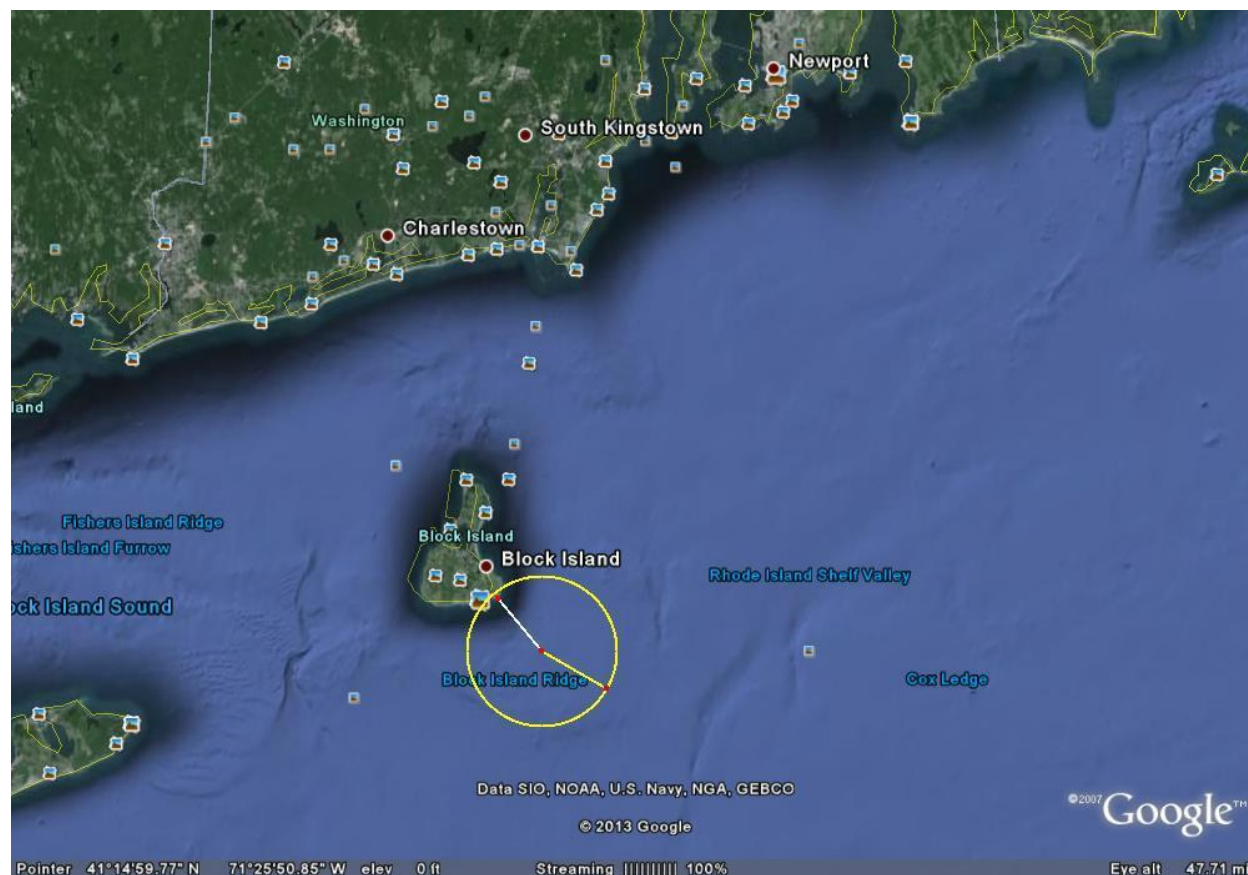 Newport
Washington
South Kingstown
Charlestown
land
Fishers Island Ridge
shers Island Furrow
Block Island
Block Island
Rhode Island Shelf Valley
ock Island Sound
Block Island Ridge
Cox Ledge
Data SIO, NOAA, U.S. Navy, NGA, GEBCO
© 2013 Google
©2007 Google™
Pointer 41°14'59.77" N 71°25'50.85" W elev 0 ft Streaming |||||||||| 100% Eye alt 47.71 mi